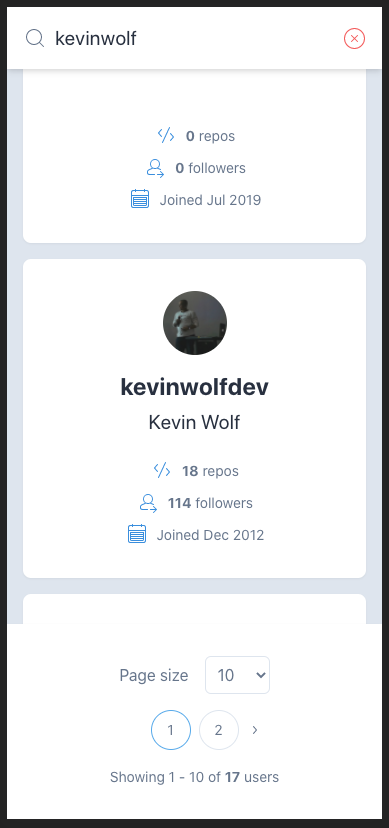 kevinwolf
0 repos
0 followers
Joined Jul 2019
kevinwolfdev
Kevin Wolf
18 repos
114 followers
Joined Dec 2012
Page size 10
1 2 ›
Showing 1 - 10 of 17 users